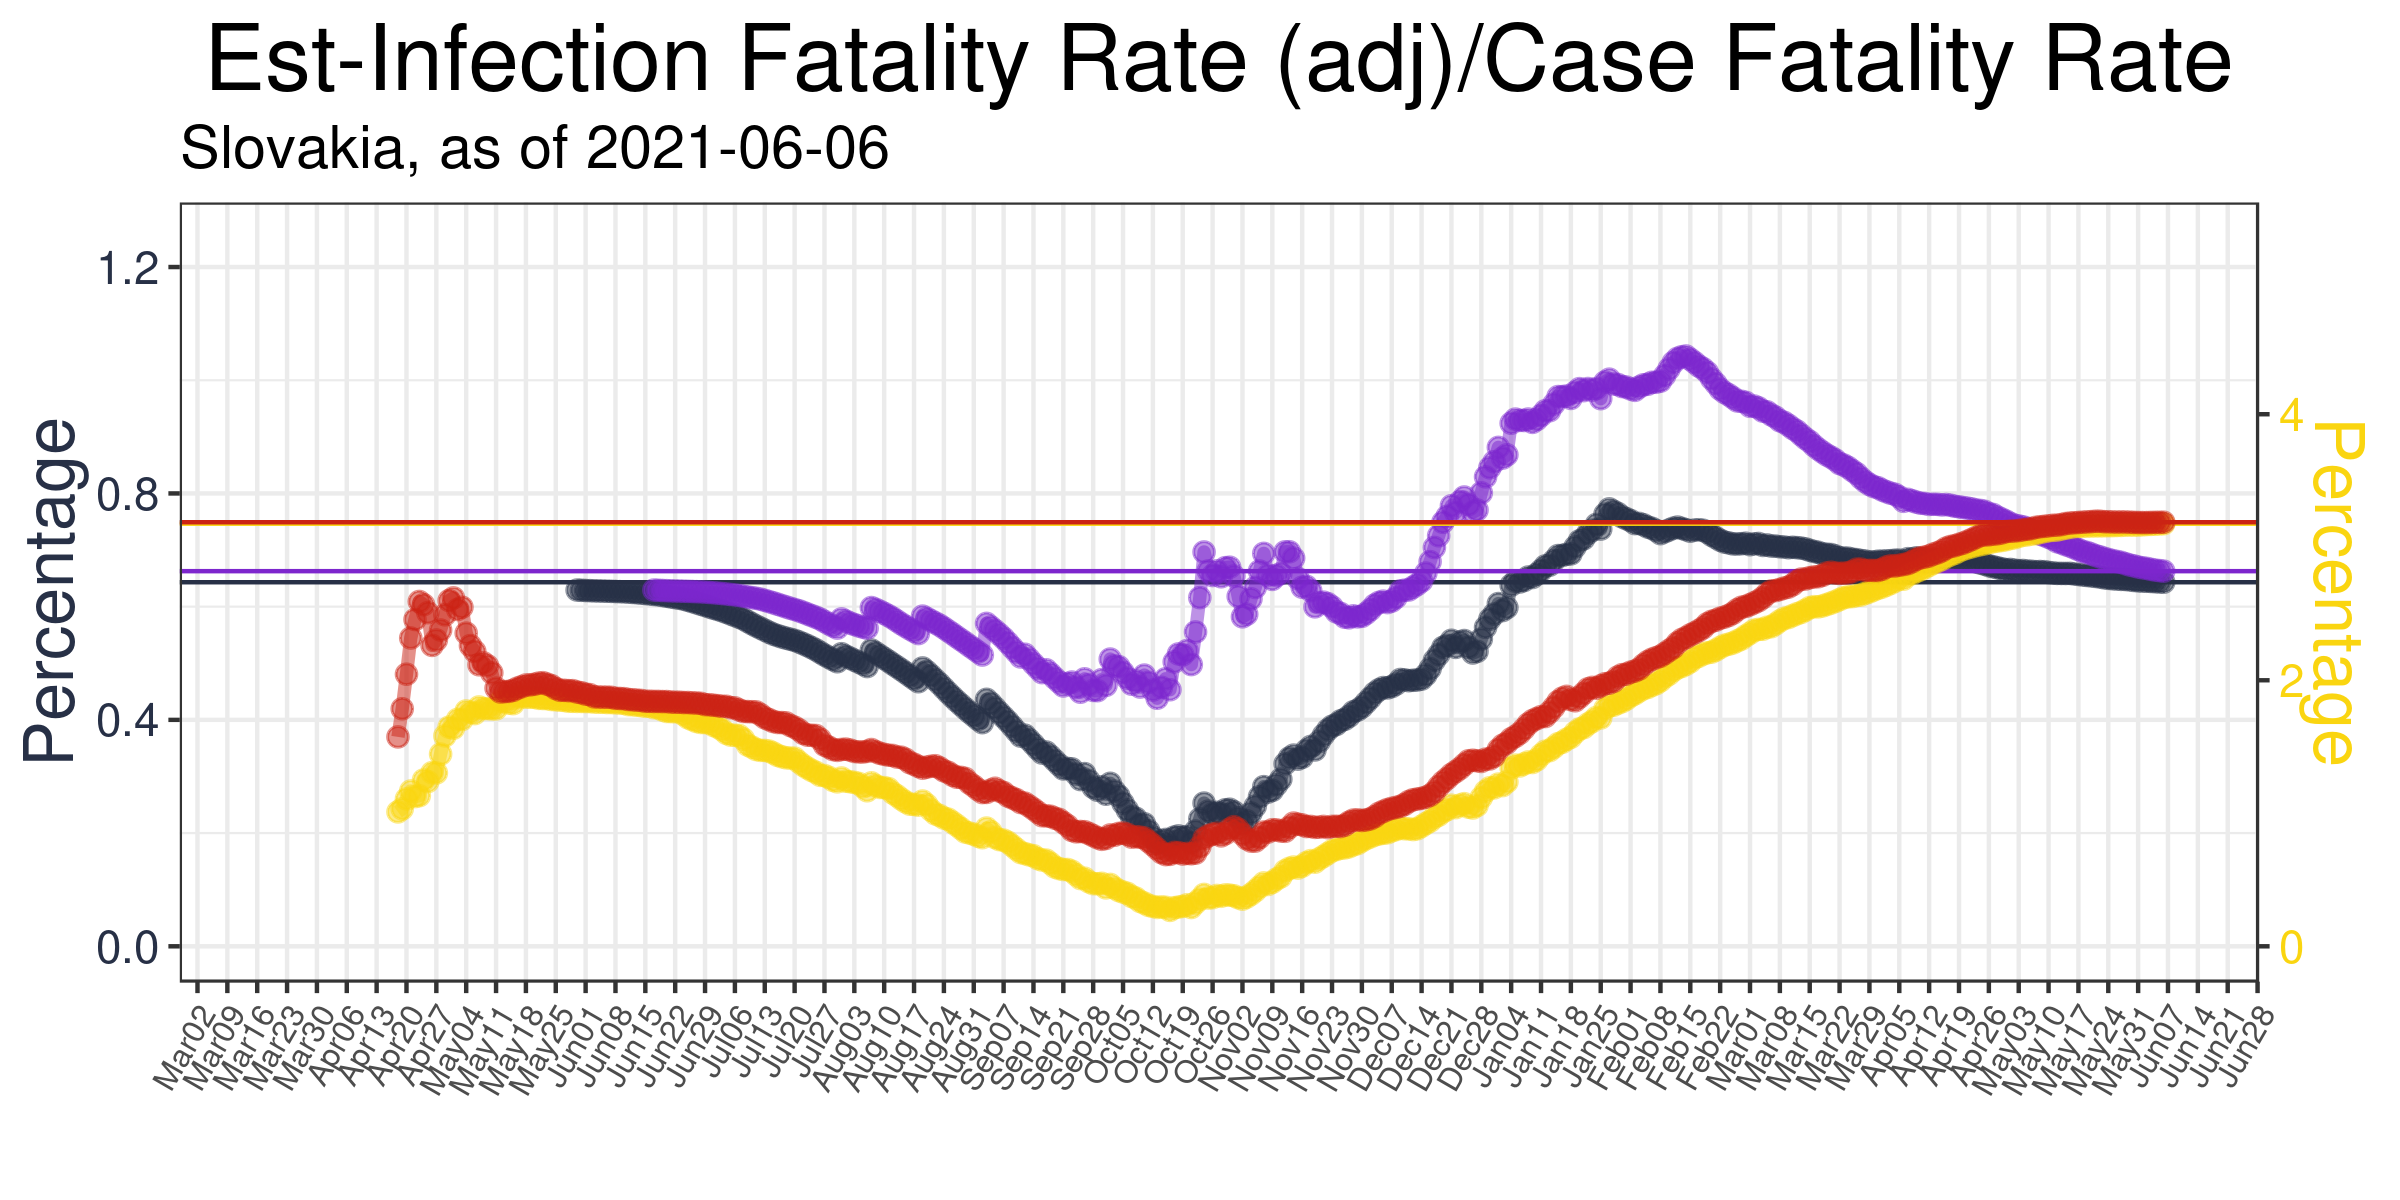 Est-Infection Fatality Rate (adj)/Case Fatality Rate
Slovakia, as of 2021-06-06
Percentage
1.2
0.8
0.4
0.0
4
2
0
Percentage
Mar02
Mar09
Mar16
Mar23
Mar30
Apr06
Apr13
Apr20
Apr27
May04
May11
May18
May25
Jun01
Jun08
Jun15
Jun22
Jun29
Jul06
Jul13
Jul20
Jul27
Aug03
Aug10
Aug17
Aug24
Aug31
Sep07
Sep14
Sep21
Sep28
Oct05
Oct12
Oct19
Oct26
Nov02
Nov09
Nov16
Nov23
Nov30
Dec07
Dec14
Dec21
Dec28
Jan04
Jan11
Jan18
Jan25
Feb01
Feb08
Feb15
Feb22
Mar01
Mar08
Mar15
Mar22
Mar29
Apr05
Apr12
Apr19
Apr26
May03
May10
May17
May24
May31
Jun07
Jun14
Jun21
Jun28